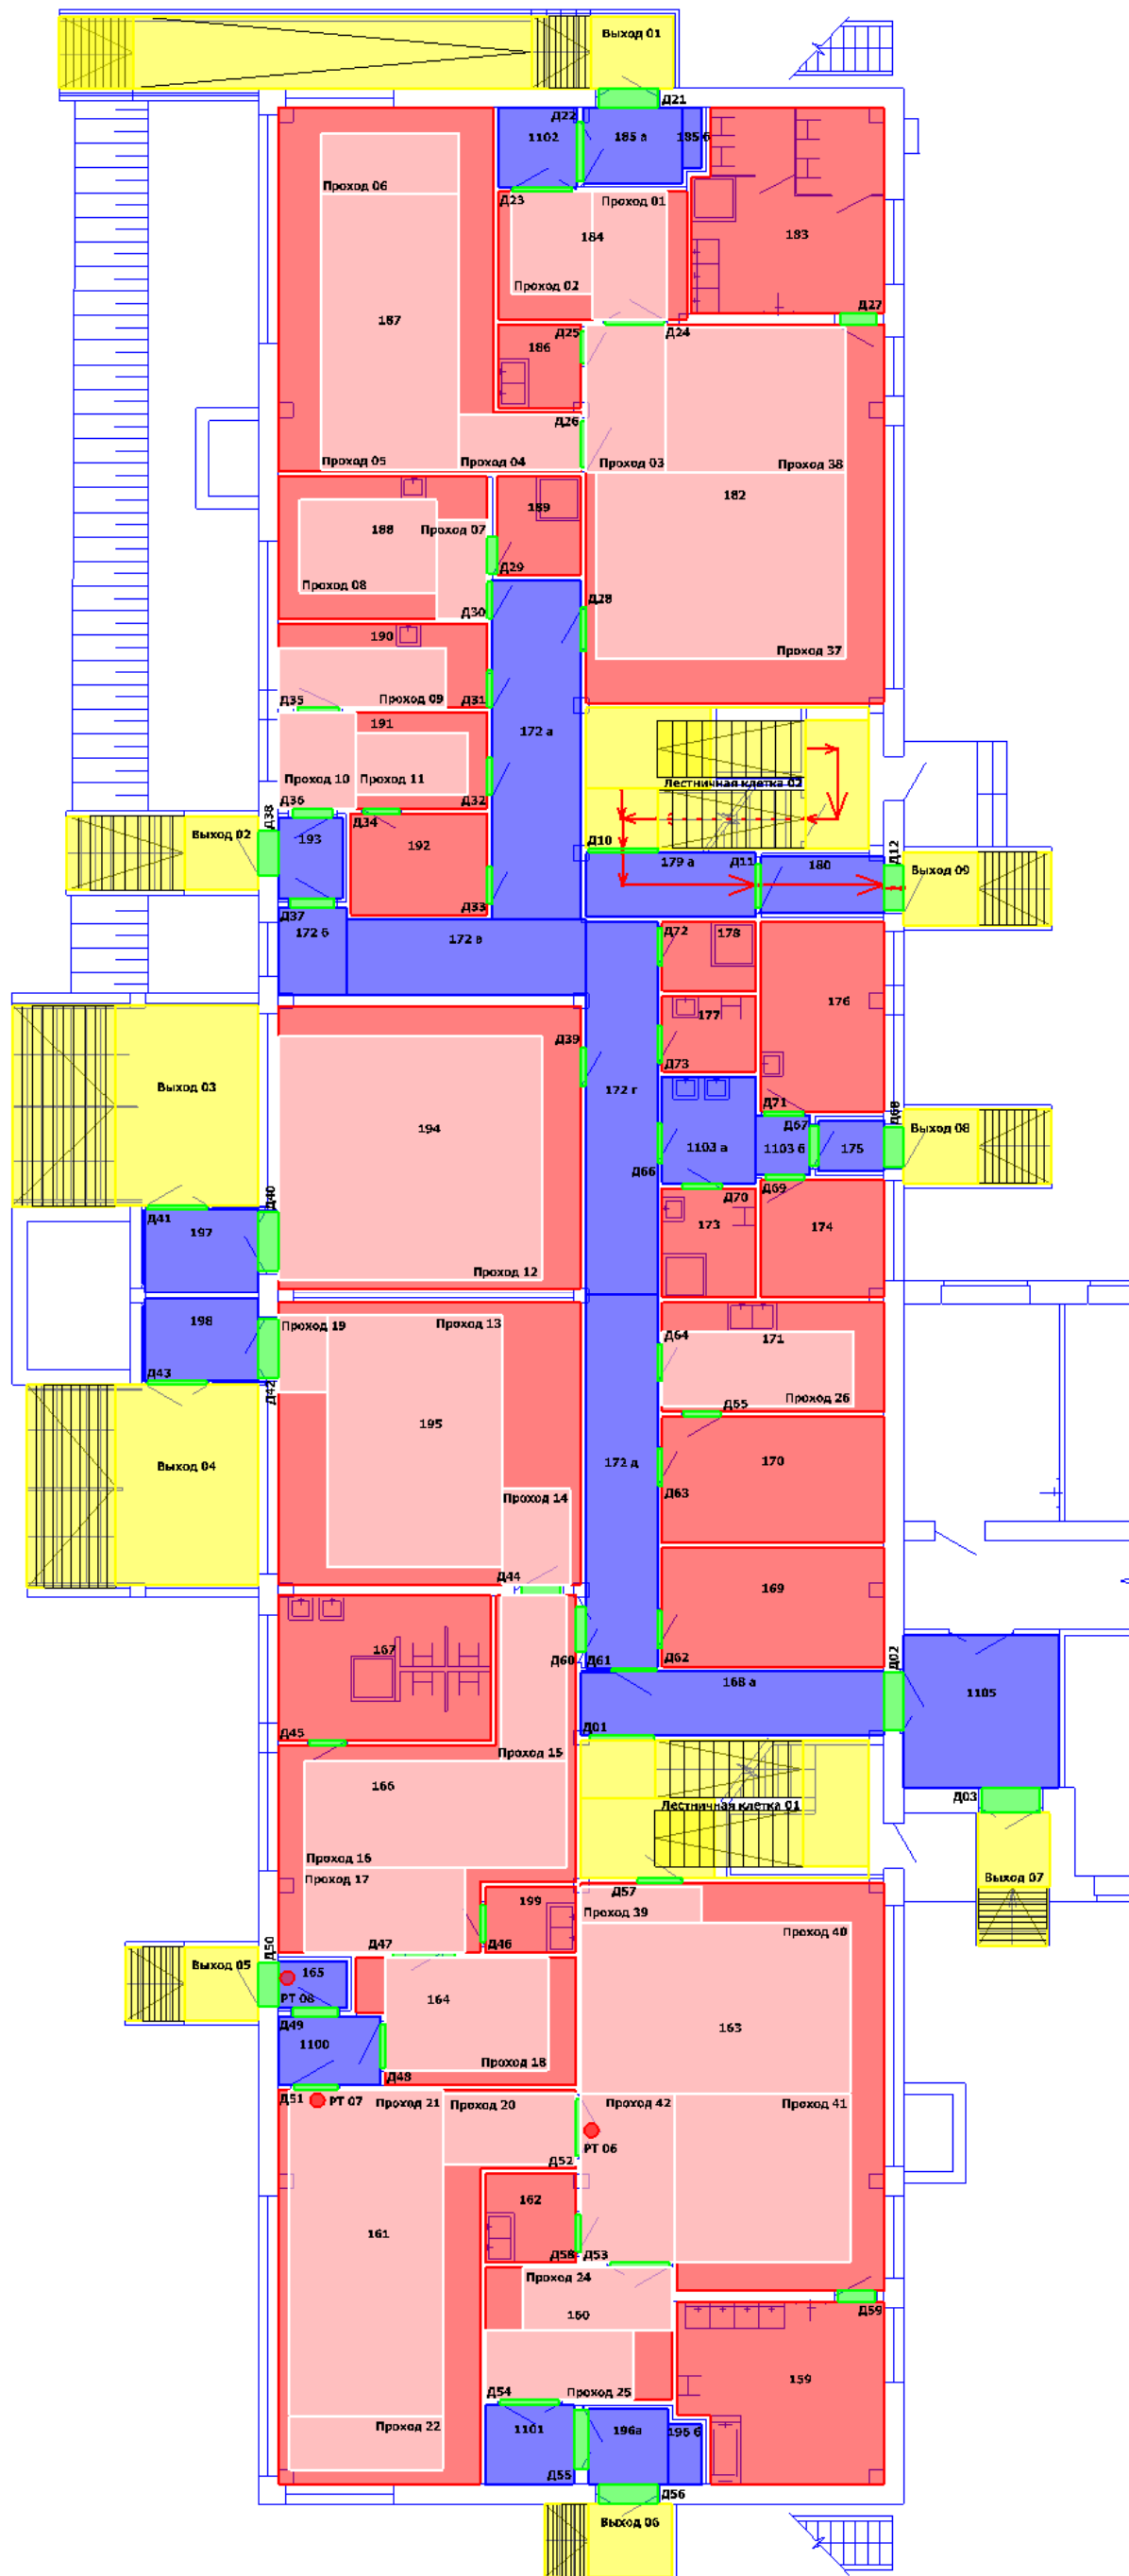 Выход 01
Д21
Д22
1102
185 а
185 б
Проход 06
Д23
Проход 01
184
183
Проход 02
187
Д27
Д25
Д24
186
Д26
Проход 05
Проход 04
Проход 03
Проход 38
182
189
188
Проход 07
Д29
Проход 08
Д28
Д30
190
Проход 37
Д35
Проход 09
Д31
191
172 а
Проход 10
Проход 11
Лестничная клетка 02
Д36
Д32
Д38
Выход 02
Д34
193
192
Д10
179 а
Д11
180
Д12
Выход 09
Д33
Д37
172 б
172 в
Д72
178
176
177
Д39
Д73
Выход 03
172 г
194
Д71
Д67
Д68
Выход 08
1103 а
1103 б
175
Д66
Д69
Д70
Д40
Д41
197
173
174
Проход 12
198
Проход 19
Проход 13
Д64
171
Д43
Д42
Проход 26
Д65
195
Выход 04
172 д
170
Д63
Проход 14
Д44
169
167
Д60
Д61
Д62
Д02
168 а
1105
Д45
Д01
Проход 15
166
Д03
Лестничная клетка 01
Проход 16
Проход 17
Д57
Выход 07
199
Проход 39
Д47
Д46
Проход 40
Д50
Выход 05
165
РТ 08
164
163
Д49
1100
Проход 18
Д48
Д51
РТ 07
Проход 21
Проход 20
Проход 42
Проход 41
РТ 06
Д52
162
161
Д58
Д53
Проход 24
160
Д59
159
Д54
Проход 25
Проход 22
1101
196а
Д55
Д56
Выход 06